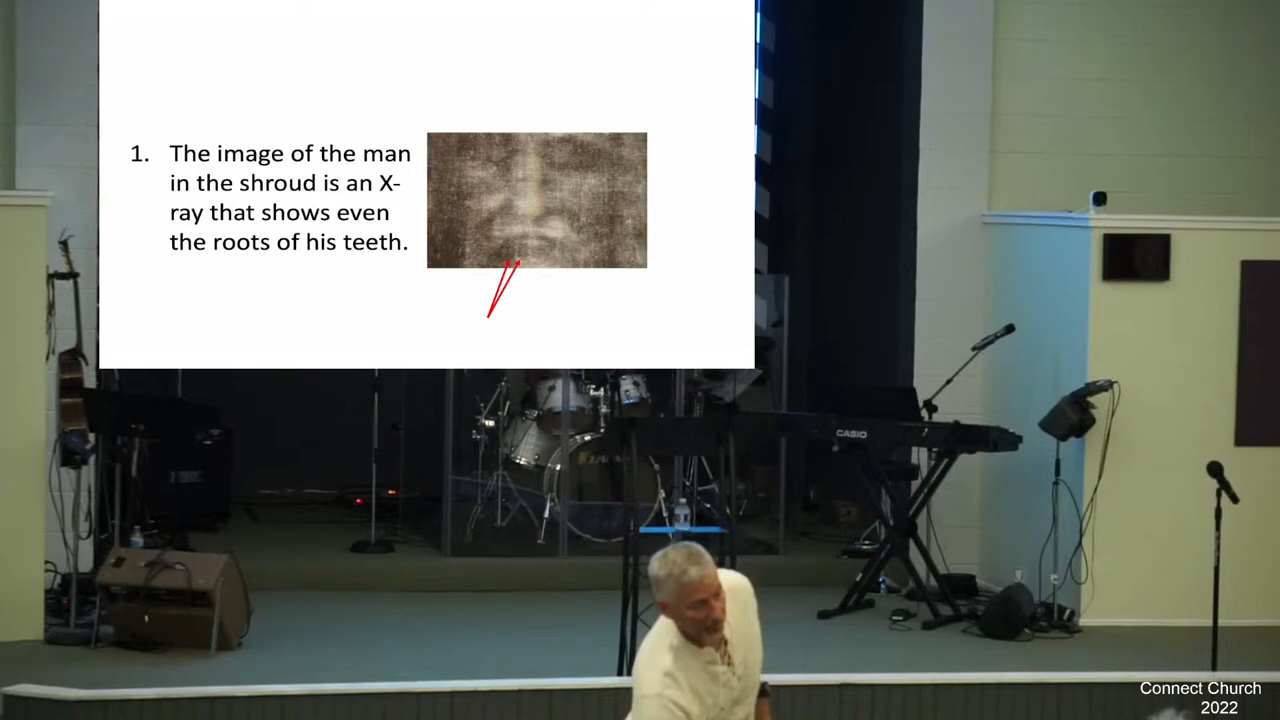 1. The image of the man
in the shroud is an X-
ray that shows even
the roots of his teeth.
CASIO
Connect Church
2022